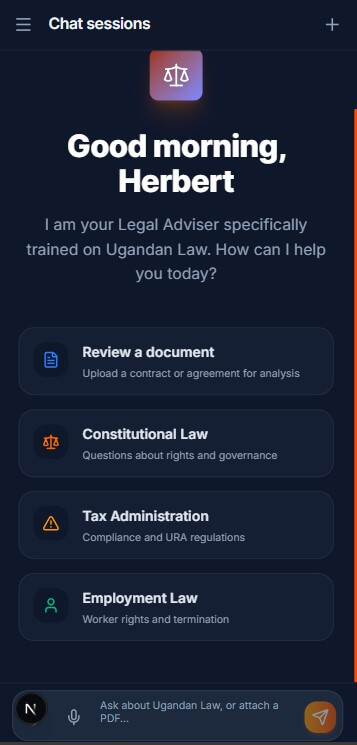 Chat sessions
Good morning,
Herbert
I am your Legal Adviser specifically
trained on Ugandan Law. How can I help
you today?
Review a document
Upload a contract or agreement for analysis
Constitutional Law
Questions about rights and governance
Tax Administration
Compliance and URA regulations
Employment Law
Worker rights and termination
N
Ask about Ugandan Law, or attach a
PDF...